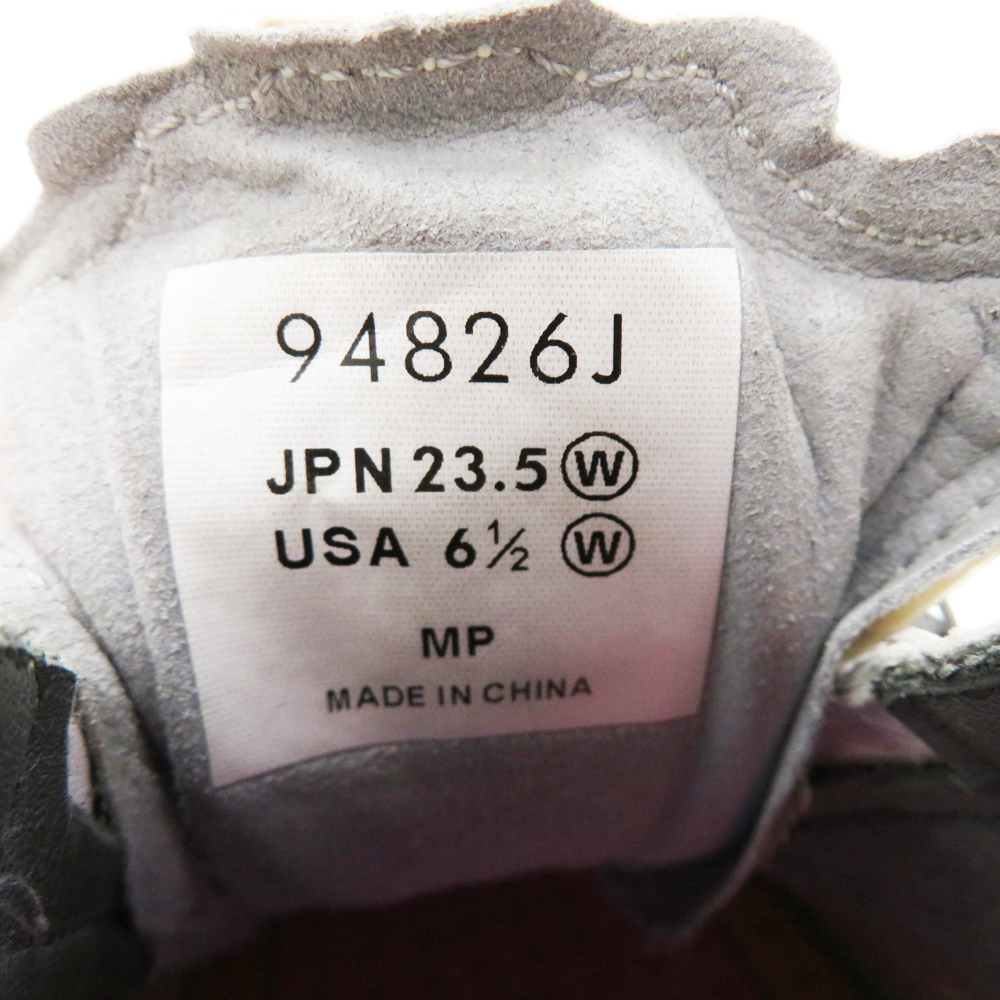 94826J
JPN 23.5 Ⓦ
USA 6½ Ⓦ
MP
MADE IN CHINA